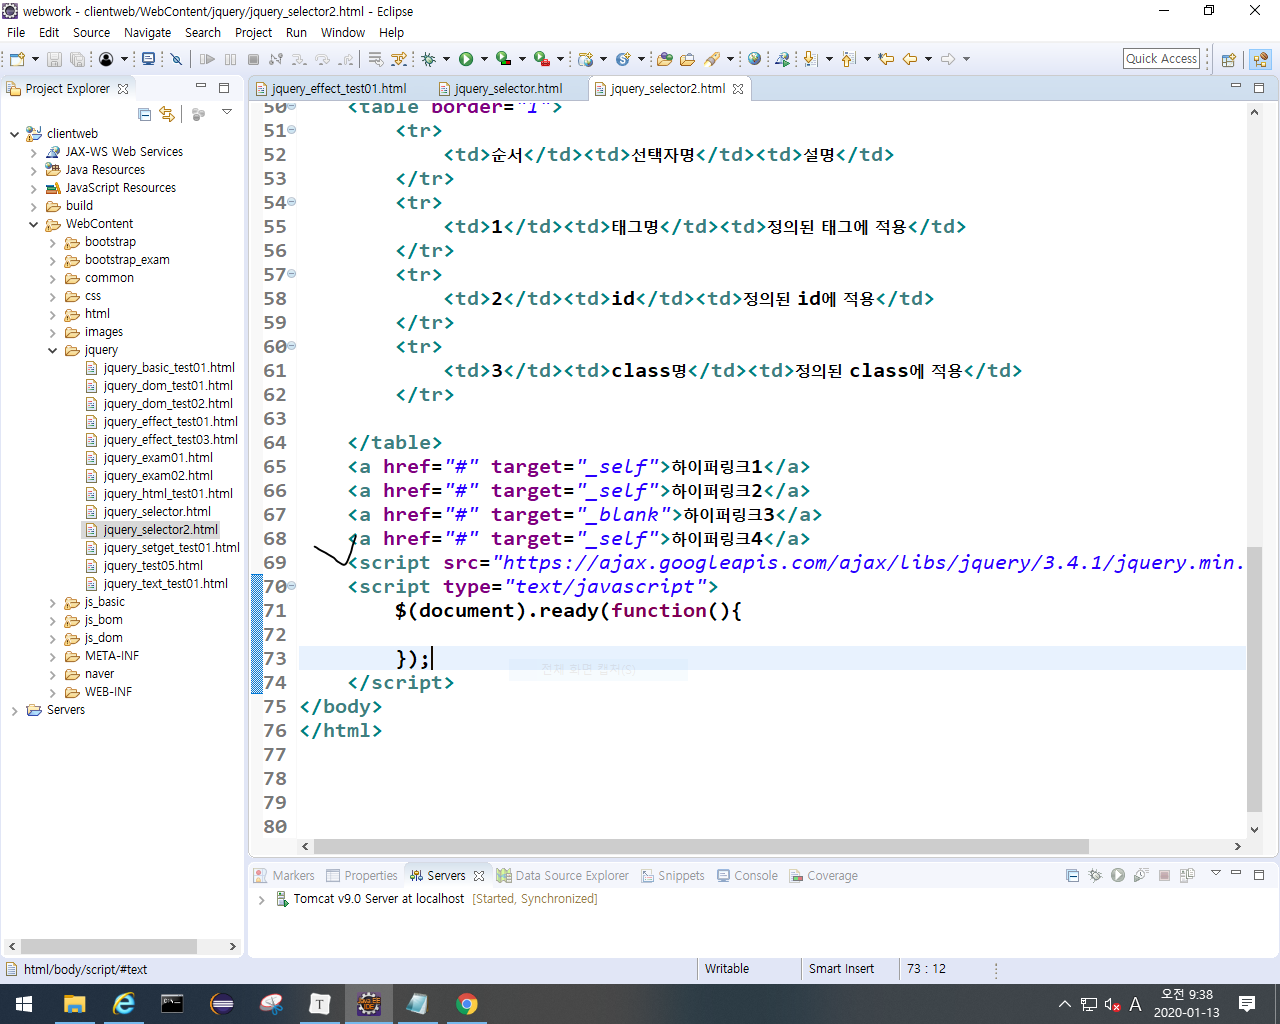 webwork - clientweb/WebContent/jquery/jquery_selector2.html - Eclipse
File Edit Source Navigate Search Project Run Window Help
Quick Access
Project Explorer
jquery_effect_test01.html jquery_selector.html jquery_selector2.html
clientweb
JAX-WS Web Services
Java Resources
JavaScript Resources
build
WebContent
bootstrap
bootstrap_exam
common
css
html
images
jquery
jquery_basic_test01.html
jquery_dom_test01.html
jquery_dom_test02.html
jquery_effect_test01.html
jquery_effect_test03.html
jquery_exam01.html
jquery_exam02.html
jquery_html_test01.html
jquery_selector.html
jquery_selector2.html
jquery_setget_test01.html
jquery_test05.html
jquery_text_test01.html
js_basic
js_bom
js_dom
META-INF
naver
WEB-INF
Servers
50 <table border="1">
51 <tr>
52 <td>순서</td><td>선택자명</td><td>설명</td>
53 </tr>
54 <tr>
55 <td>1</td><td>태그명</td><td>정의된 태그에 적용</td>
56 </tr>
57 <tr>
58 <td>2</td><td>id</td><td>정의된 id에 적용</td>
59 </tr>
60 <tr>
61 <td>3</td><td>class명</td><td>정의된 class에 적용</td>
62 </tr>
63
64 </table>
65 <a href="#" target="_self">하이퍼링크1</a>
66 <a href="#" target="_self">하이퍼링크2</a>
67 <a href="#" target="_blank">하이퍼링크3</a>
68 <a href="#" target="_self">하이퍼링크4</a>
69 <script src="https://ajax.googleapis.com/ajax/libs/jquery/3.4.1/jquery.min.
70 <script type="text/javascript">
71 $(document).ready(function(){
72
73 });
전체 화면 캡처(S)
74 </script>
75 </body>
76 </html>
77
78
79
80
Markers Properties Servers Data Source Explorer Snippets Console Coverage
Tomcat v9.0 Server at localhost [Started, Synchronized]
html/body/script/#text Writable Smart Insert 73 : 12
A 오전 9:38
2020-01-13